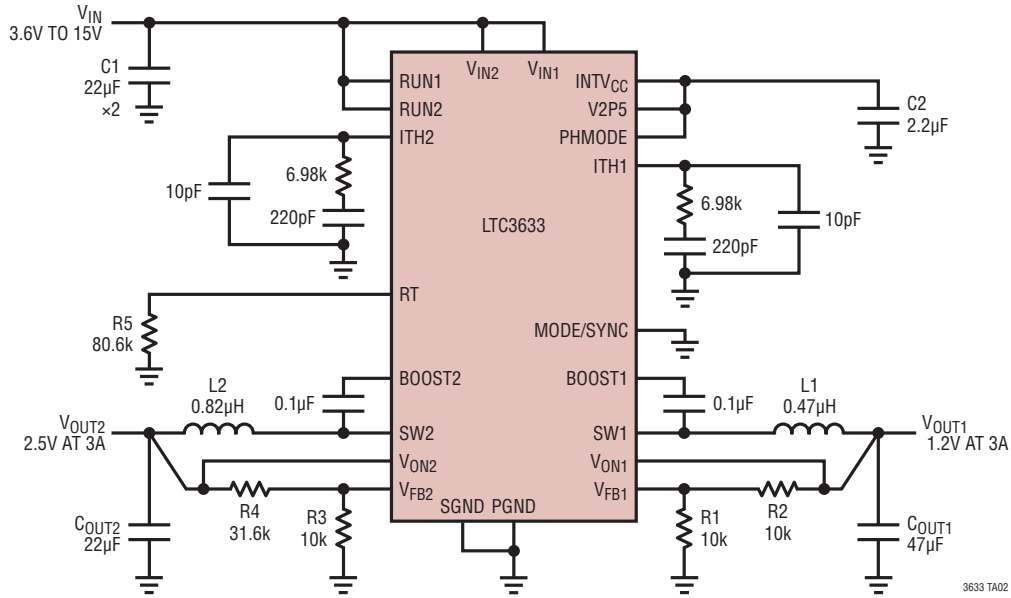 VIN
3.6V TO 15V
C1
22µF
×2
RUN1
RUN2
ITH2
VIN2
VIN1
INTVCC
V2P5
PHMODE
ITH1
C2
2.2µF
10pF
6.98k
220pF
LTC3633
6.98k
220pF
10pF
RT
R5
80.6k
MODE/SYNC
BOOST2
BOOST1
L2
0.82µH
0.1µF
0.1µF
L1
0.47µH
VOUT2
2.5V AT 3A
SW2
SW1
VOUT1
1.2V AT 3A
VON2
VON1
VFB2
VFB1
SGND PGND
R4
31.6k
R3
10k
R1
10k
R2
10k
COUT2
22µF
COUT1
47µF
3633 TA02